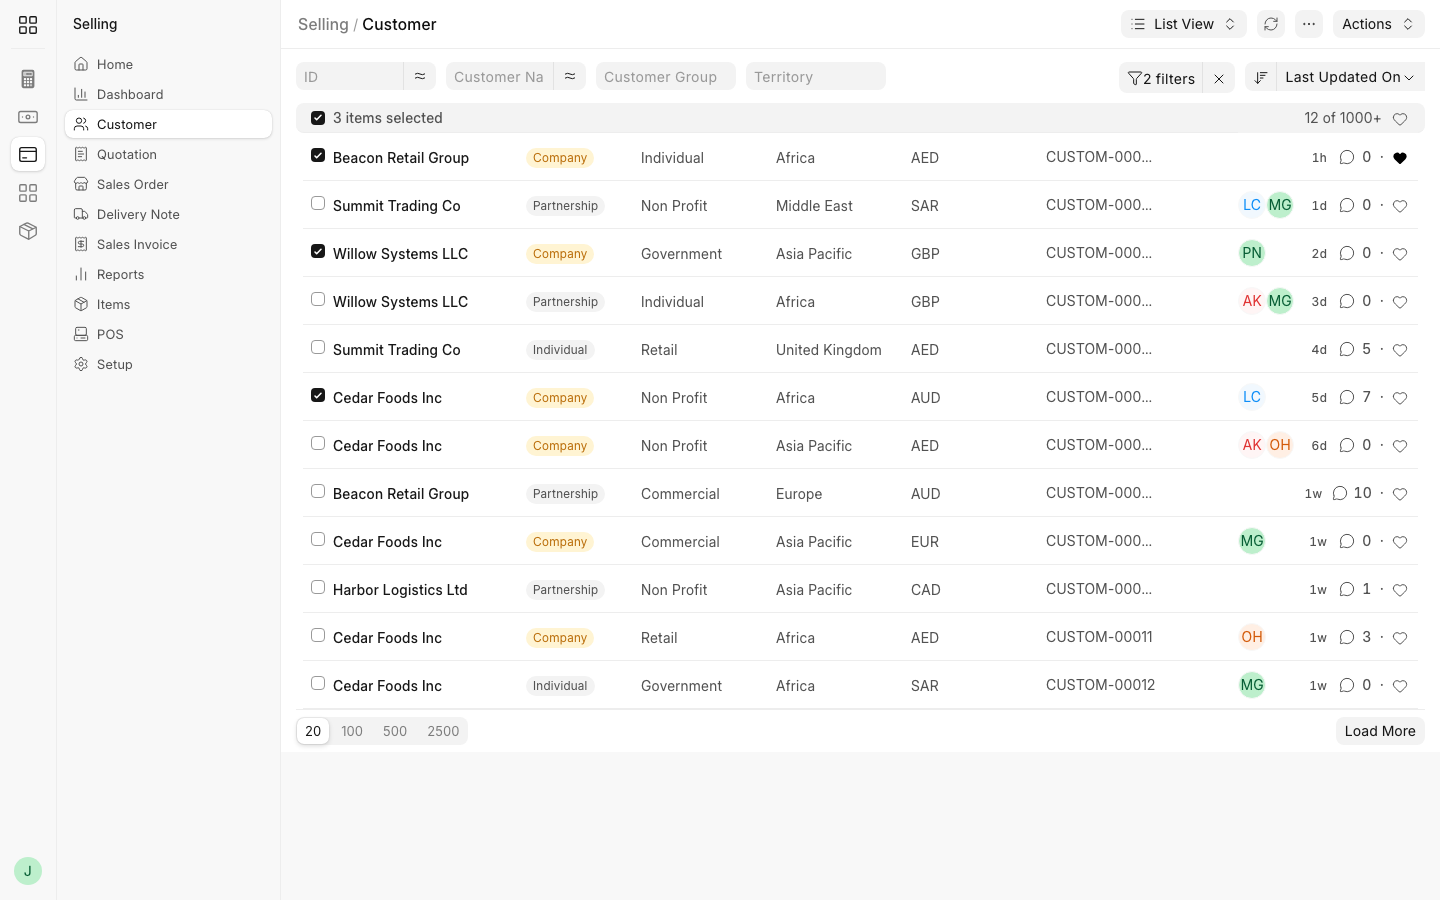 Selling
Home
Dashboard
Customer
Quotation
Sales Order
Delivery Note
Sales Invoice
Reports
Items
POS
Setup
J
Selling / Customer
List View
Actions
ID ≈ Customer Na ≈ Customer Group Territory
2 filters × Last Updated On
3 items selected 12 of 1000+
Beacon Retail Group Company Individual Africa AED CUSTOM-000... 1h 0 ·
Summit Trading Co Partnership Non Profit Middle East SAR CUSTOM-000... LC MG 1d 0 ·
Willow Systems LLC Company Government Asia Pacific GBP CUSTOM-000... PN 2d 0 ·
Willow Systems LLC Partnership Individual Africa GBP CUSTOM-000... AK MG 3d 0 ·
Summit Trading Co Individual Retail United Kingdom AED CUSTOM-000... 4d 5 ·
Cedar Foods Inc Company Non Profit Africa AUD CUSTOM-000... LC 5d 7 ·
Cedar Foods Inc Company Non Profit Asia Pacific AED CUSTOM-000... AK OH 6d 0 ·
Beacon Retail Group Partnership Commercial Europe AUD CUSTOM-000... 1w 10 ·
Cedar Foods Inc Company Commercial Asia Pacific EUR CUSTOM-000... MG 1w 0 ·
Harbor Logistics Ltd Partnership Non Profit Asia Pacific CAD CUSTOM-000... 1w 1 ·
Cedar Foods Inc Company Retail Africa AED CUSTOM-00011 OH 1w 3 ·
Cedar Foods Inc Individual Government Africa SAR CUSTOM-00012 MG 1w 0 ·
20 100 500 2500 Load More